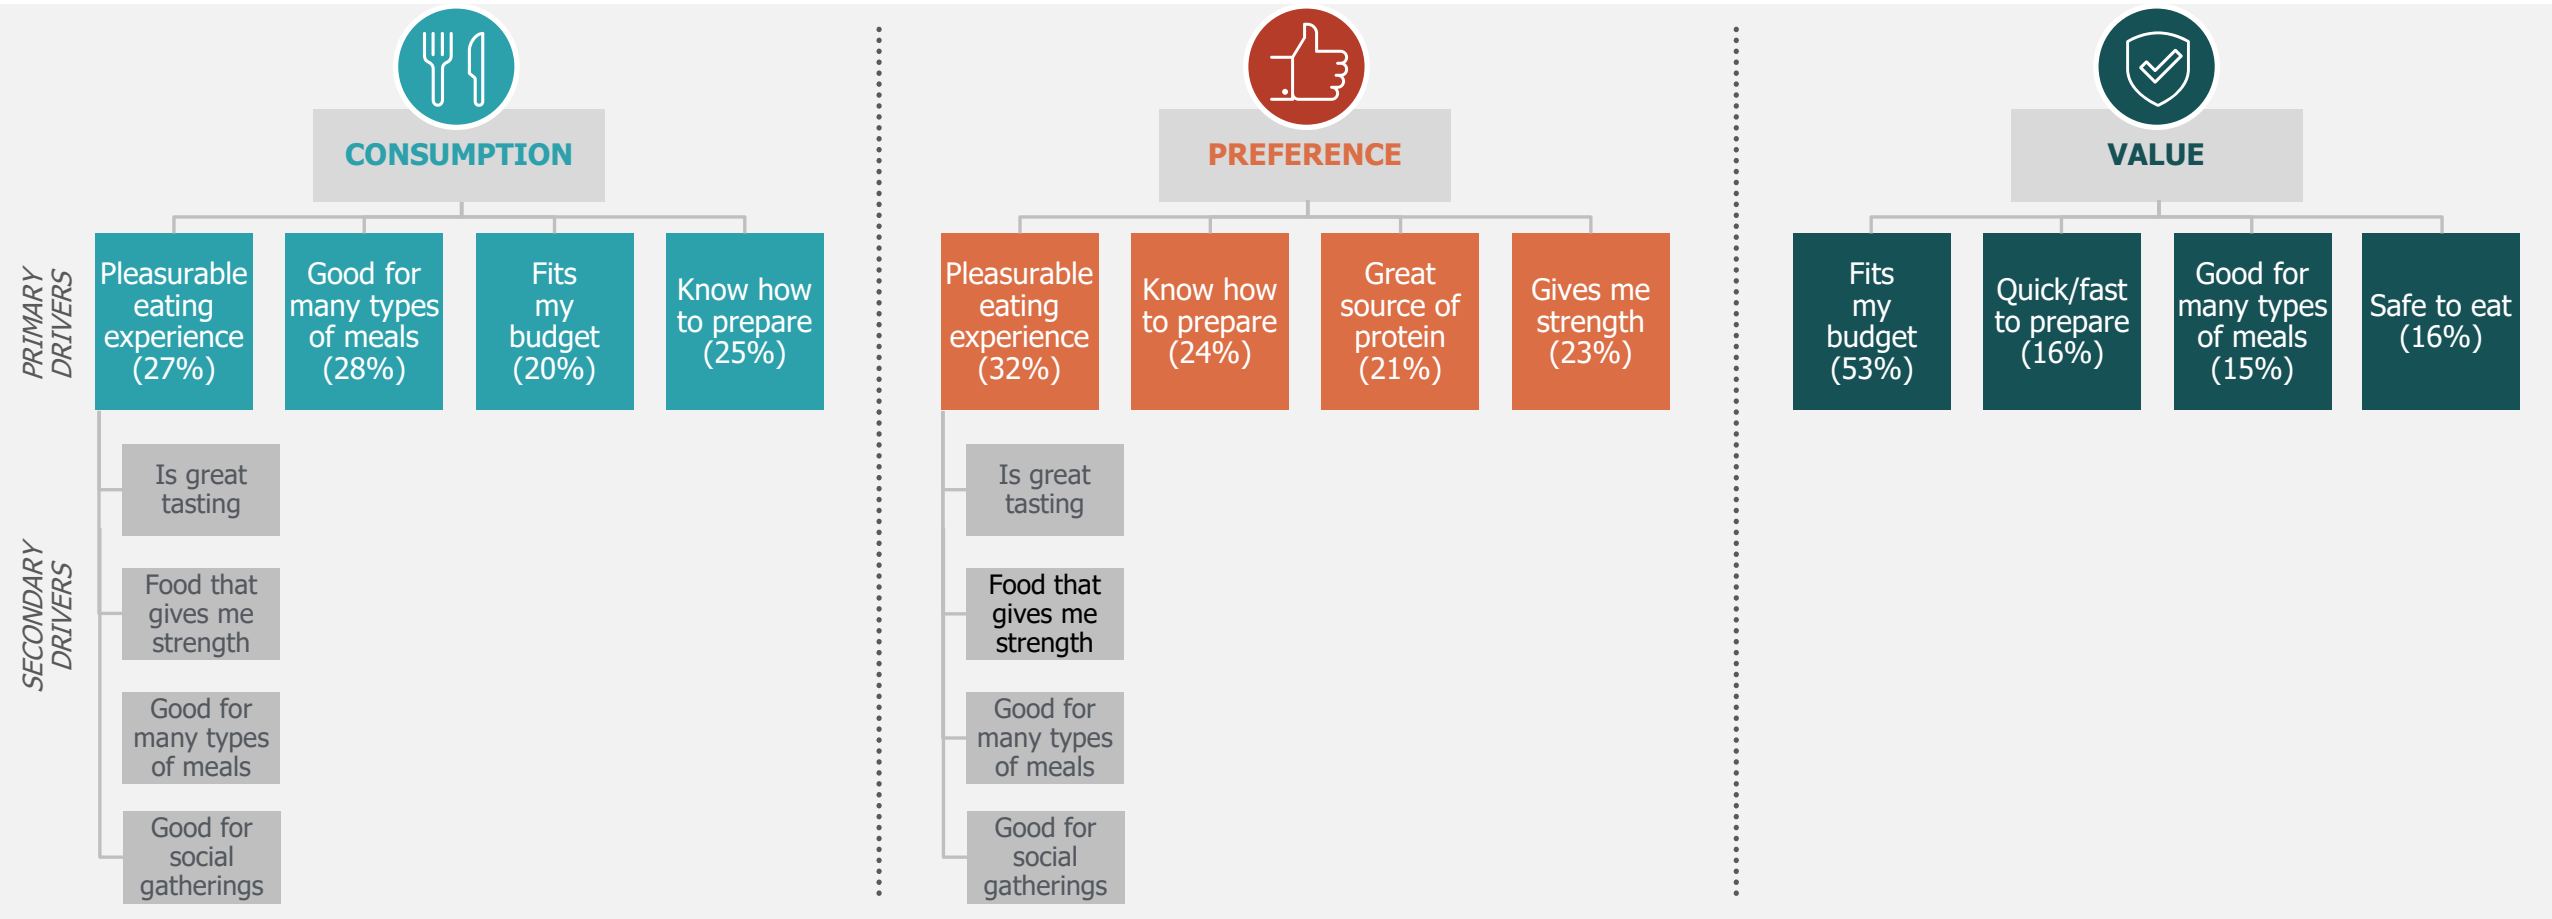 CONSUMPTION
PRIMARY
DRIVERS
Pleasurable
eating
experience
(27%)
Good for
many types
of meals
(28%)
Fits
my
budget
(20%)
Know how
to prepare
(25%)
SECONDARY
DRIVERS
Is great
tasting
Food that
gives me
strength
Good for
many types
of meals
Good for
social
gatherings
PREFERENCE
Pleasurable
eating
experience
(32%)
Know how
to prepare
(24%)
Great
source of
protein
(21%)
Gives me
strength
(23%)
Is great
tasting
Food that
gives me
strength
Good for
many types
of meals
Good for
social
gatherings
VALUE
Fits
my
budget
(53%)
Quick/fast
to prepare
(16%)
Good for
many types
of meals
(15%)
Safe to eat
(16%)